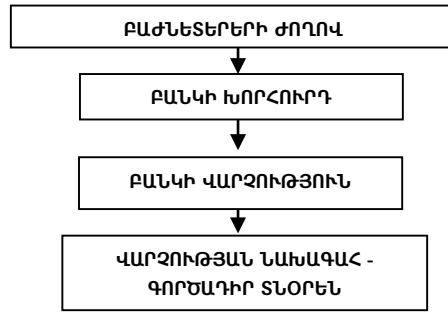 ԲԱԺՆԵՏԵՐԵՐԻ ԺՈՂՈՎ
ԲԱՆԿԻ ԽՈՐՀՈՒՐԴ
ԲԱՆԿԻ ՎԱՐՉՈՒԹՅՈՒՆ
ՎԱՐՉՈՒԹՅԱՆ ՆԱԽԱԳԱՀ -
ԳՈՐԾԱԴԻՐ ՏՆՕՐԵՆ